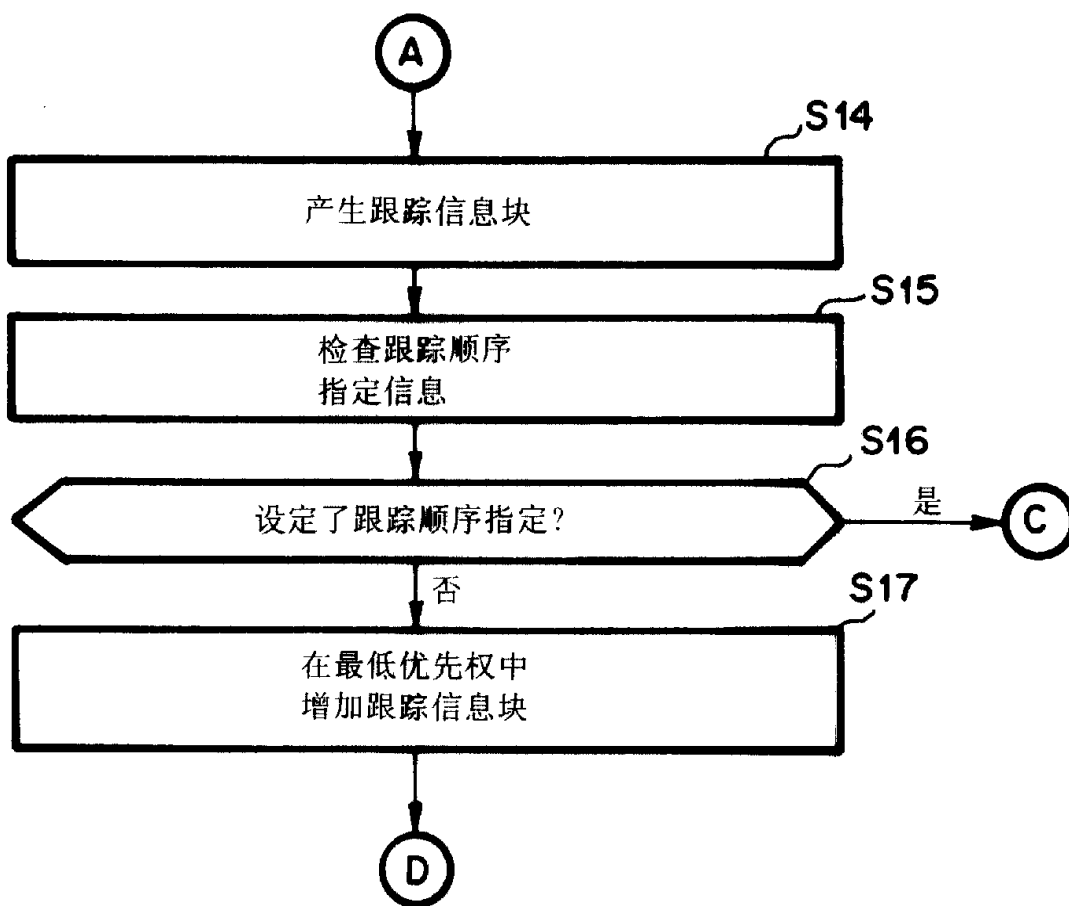 A
S14
产生跟踪信息块
S15
检查跟踪顺序
指定信息
S16
设定了跟踪顺序指定?
是
C
否
S17
在最低优先权中
增加跟踪信息块
D